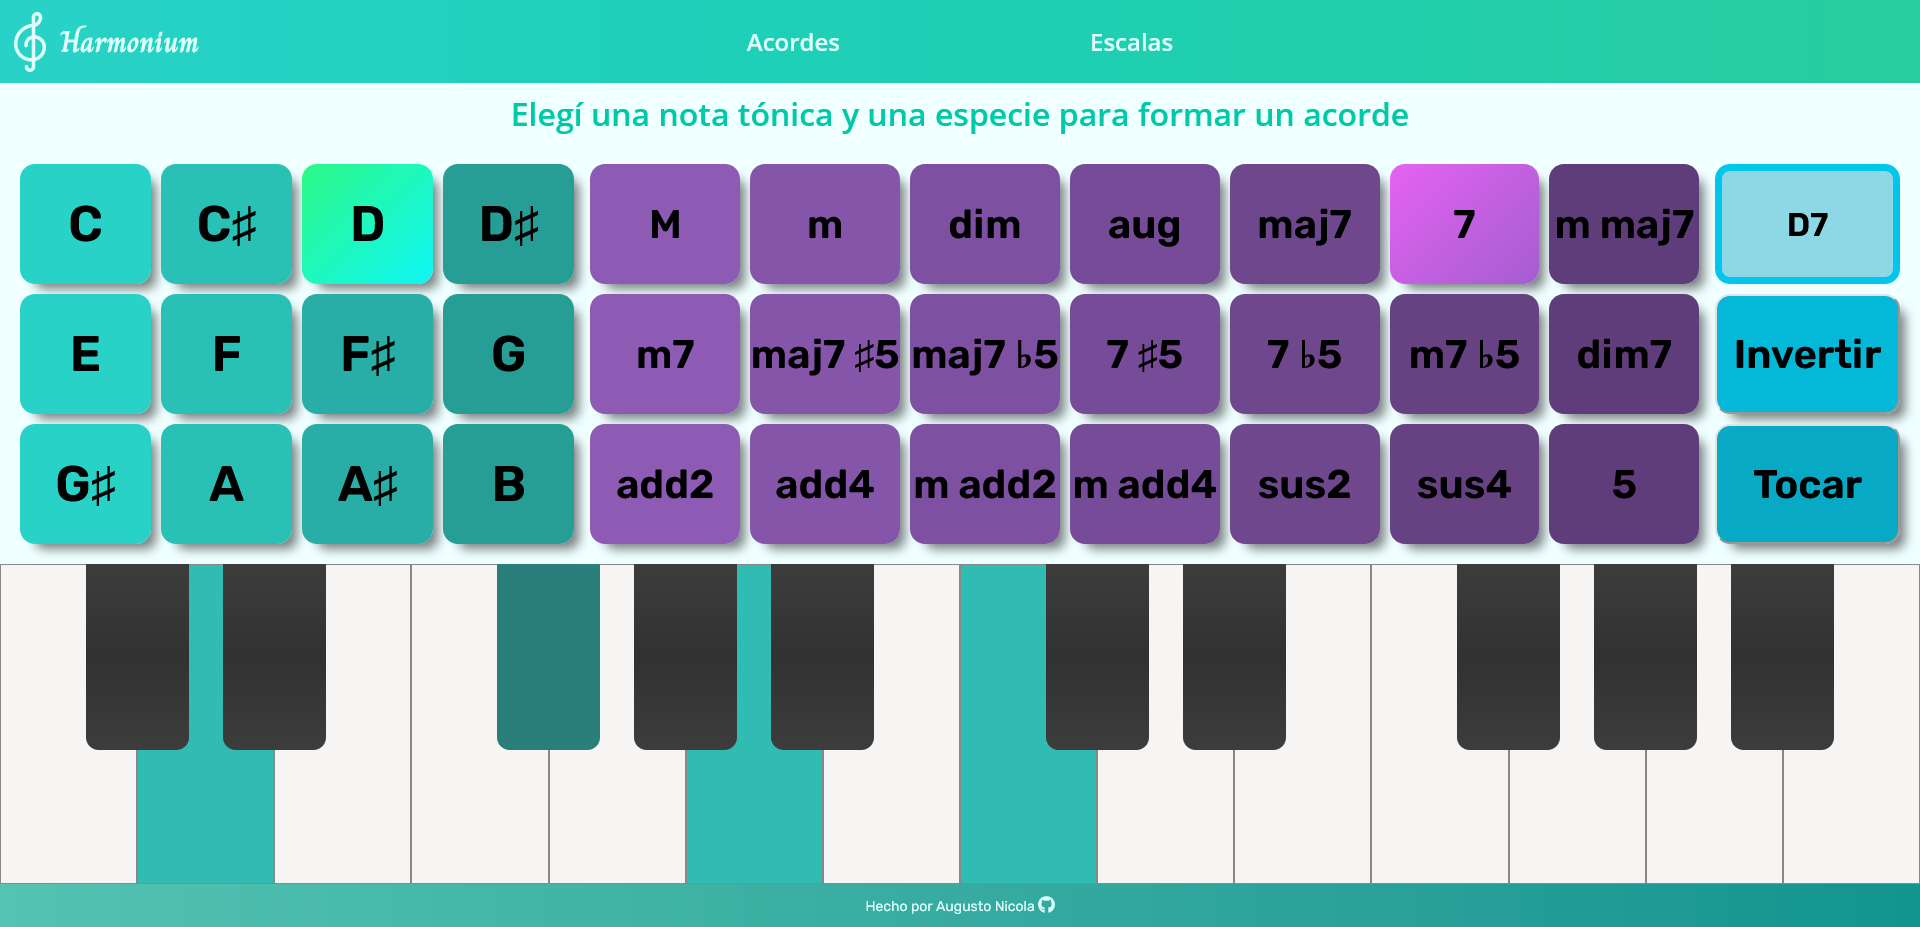 Harmonium
Acordes Escalas
Elegí una nota tónica y una especie para formar un acorde
C C♯ D D♯ M m dim aug maj7 7 m maj7 D7
E F F♯ G m7 maj7 ♯5 maj7 ♭5 7 ♯5 7 ♭5 m7 ♭5 dim7 Invertir
G♯ A A♯ B add2 add4 m add2 m add4 sus2 sus4 5 Tocar
Hecho por Augusto Nicola